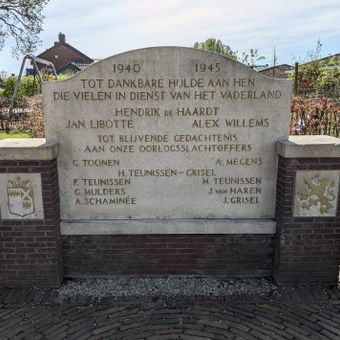 1940 1945
TOT DANKBARE HULDE AAN HEN
DIE VIELEN IN DIENST VAN HET VADERLAND
HENDRIK DE HAARDT
JAN LIBOTTE ALEX WILLEMS
TOT BLIJVENDE GEDACHTENIS
AAN ONZE OORLOGSSLACHTOFFERS
G. TOONEN A. MEGENS
H. TEUNISSEN-GRISEL
F. TEUNISSEN M. TEUNISSEN
G. MULDERS J. VAN HAREN
A. SCHAMINÉE J. GRISEL